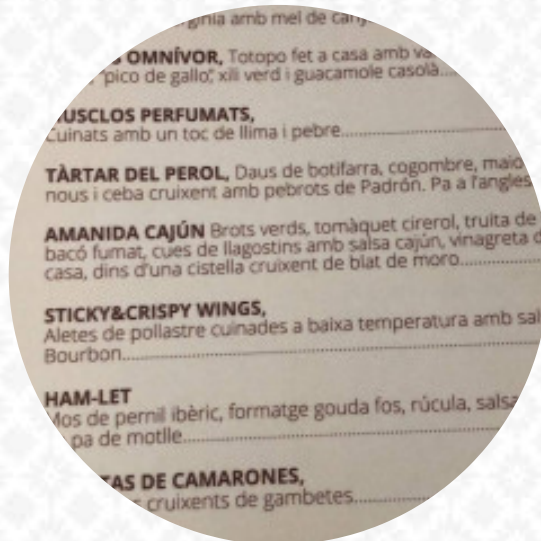 amb mel de
OMNÍVOR, Totopo fet a casa amb
"pico de gallo", xili verd i guacamole casolà....
MUSCLOS PERFUMATS,
Cuinats amb un toc de llima i pebre...........................
TÀRTAR DEL PEROL, Daus de botifarra, cogombre,
nous i ceba cruixent amb pebrots de Padrón. Pa a l'anglesa
AMANIDA CAJÚN Brots verds, tomàquet cirerol, truita de
bacó fumat, cues de llagostins amb salsa cajún, vinagreta
casa, dins d'una cistella cruixent de blat de moro...............
STICKY&CRISPY WINGS,
Aletes de pollastre cuinades a baixa temperatura amb
Bourbon...........................
HAM-LET
Mos de pernil ibèric, formatge gouda fos, rúcula, salsa
pa de motlle...........................
DE CAMARONES,
cruixents de gambetes...............